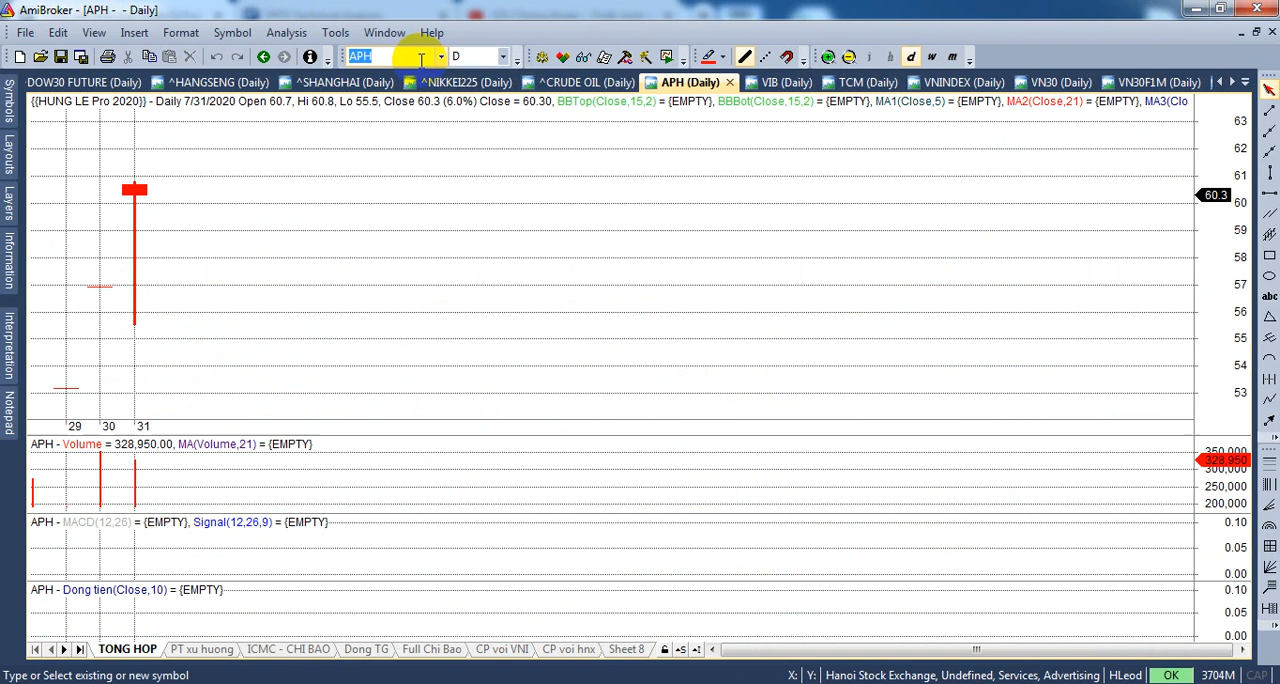 AmiBroker - [APH -  - Daily]
File Edit View Insert Format Symbol Analysis Tools Window Help
APH D i h d w m
DOW30 FUTURE (Daily) ^HANGSENG (Daily) ^SHANGHAI (Daily) ^NIKKEI225 (Daily) ^CRUDE OIL (Daily) APH (Daily) VIB (Daily) TCM (Daily) VNINDEX (Daily) VN30 (Daily) VN30F1M (Daily)
{{HUNG LE Pro 2020}} - Daily 7/31/2020 Open 60.7, Hi 60.8, Lo 55.5, Close 60.3 (6.0%) Close = 60.30, BBTop(Close,15,2) = {EMPTY}, BBBot(Close,15,2) = {EMPTY}, MA1(Close,5) = {EMPTY}, MA2(Close,21) = {EMPTY}, MA3(Clo
Symbols
Layouts
Layers
Information
Interpretation
Notepad
63
62
61
60.3
60
59
58
57
56
55
54
53
29 30 31
APH - Volume = 328,950.00, MA(Volume,21) = {EMPTY}
350,000
328,950
300,000
250,000
200,000
APH - MACD(12,26) = {EMPTY}, Signal(12,26,9) = {EMPTY}
0.10
0.05
0.00
APH - Dong tien(Close,10) = {EMPTY}
0.10
0.05
0.00
abc
TONG HOP PT xu huong ICMC - CHI BAO Dong TG Full Chi Bao CP voi VNI CP voi hnx Sheet 8
Type or Select existing or new symbol X: Y: Hanoi Stock Exchange, Undefined, Services, Advertising HLeod OK 3704M CAP